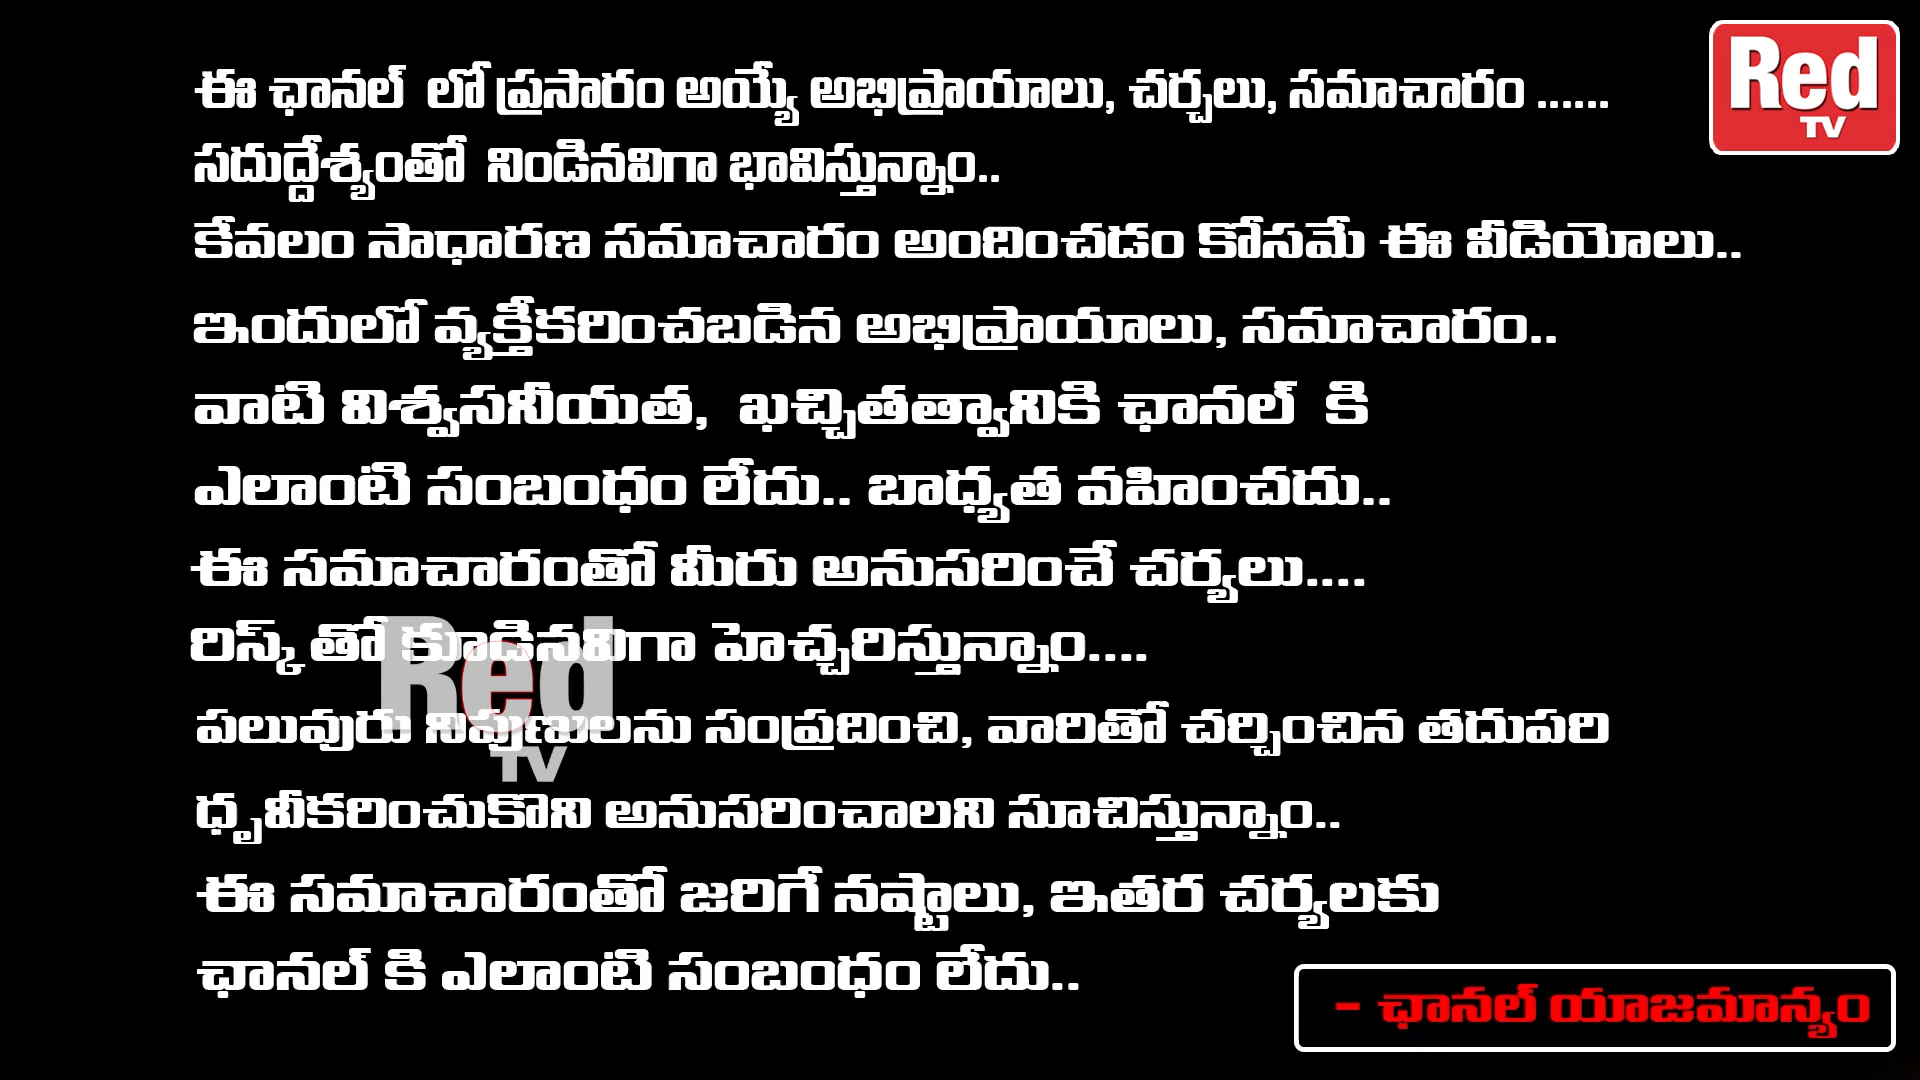 ఈ ఛానల్ లో ప్రసారం అయ్యే అభిప్రాయాలు, చర్చలు, సమాచారం ......
సదుద్దేశ్యంతో నిండినవిగా భావిస్తున్నాం..
కేవలం సాధారణ సమాచారం అందించడం కోసమే ఈ వీడియోలు..
ఇందులో వ్యక్తీకరించబడిన అభిప్రాయాలు, సమాచారం..
వాటి విశ్వసనీయత, ఖచ్చితత్వానికి ఛానల్ కి
ఎలాంటి సంబంధం లేదు.. బాధ్యత వహించదు..
ఈ సమాచారంతో మీరు అనుసరించే చర్యలు....
రిస్క్ తో కూడినవిగా హెచ్చరిస్తున్నాం....
పలువురు నిపుణులను సంప్రదించి, వారితో చర్చించిన తదుపరి
ధృవీకరించుకొని అనుసరించాలని సూచిస్తున్నాం..
ఈ సమాచారంతో జరిగే నష్టాలు, ఇతర చర్యలకు
ఛానల్ కి ఎలాంటి సంబంధం లేదు..
- ఛానల్ యాజమాన్యం
Red
TV
Red
TV